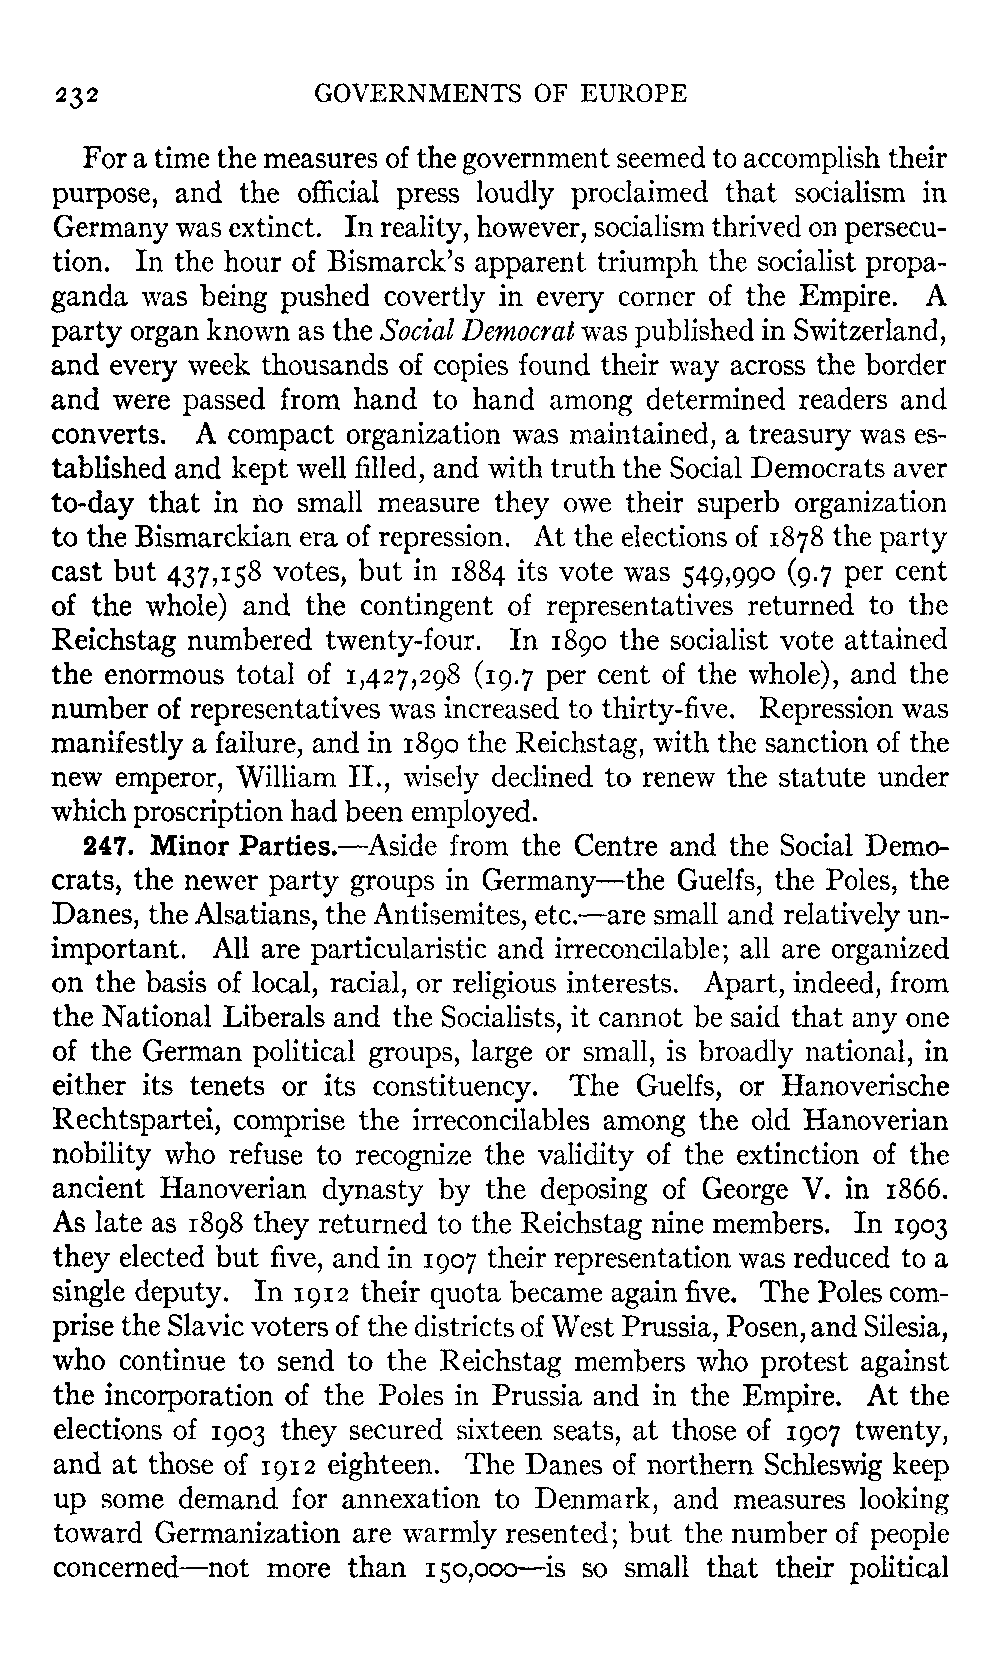 232 GOVERNMENTS OF EUROPE
For a time the measures of the government seemed to accomplish their
purpose, and the official press loudly proclaimed that socialism in
Germany was extinct. In reality, however, socialism thrived on persecu-
tion. In the hour of Bismarck's apparent triumph the socialist propa-
ganda was being pushed covertly in every corner of the Empire. A
party organ known as the Social Democrat was published in Switzerland,
and every week thousands of copies found their way across the border
and were passed from hand to hand among determined readers and
converts. A compact organization was maintained, a treasury was es-
tablished and kept well filled, and with truth the Social Democrats aver
to-day that in no small measure they owe their superb organization
to the Bismarckian era of repression. At the elections of 1878 the party
cast but 437,158 votes, but in 1884 its vote was 549,990 (9.7 per cent
of the whole) and the contingent of representatives returned to the
Reichstag numbered twenty-four. In 1890 the socialist vote attained
the enormous total of 1,427,298 (19.7 per cent of the whole), and the
number of representatives was increased to thirty-five. Repression was
manifestly a failure, and in 1890 the Reichstag, with the sanction of the
new emperor, William II., wisely declined to renew the statute under
which proscription had been employed.
247. Minor Parties.—Aside from the Centre and the Social Demo-
crats, the newer party groups in Germany—the Guelfs, the Poles, the
Danes, the Alsatians, the Antisemites, etc.—are small and relatively un-
important. All are particularistic and irreconcilable; all are organized
on the basis of local, racial, or religious interests. Apart, indeed, from
the National Liberals and the Socialists, it cannot be said that any one
of the German political groups, large or small, is broadly national, in
either its tenets or its constituency. The Guelfs, or Hanoverische
Rechtspartei, comprise the irreconcilables among the old Hanoverian
nobility who refuse to recognize the validity of the extinction of the
ancient Hanoverian dynasty by the deposing of George V. in 1866.
As late as 1898 they returned to the Reichstag nine members. In 1903
they elected but five, and in 1907 their representation was reduced to a
single deputy. In 1912 their quota became again five. The Poles com-
prise the Slavic voters of the districts of West Prussia, Posen, and Silesia,
who continue to send to the Reichstag members who protest against
the incorporation of the Poles in Prussia and in the Empire. At the
elections of 1903 they secured sixteen seats, at those of 1907 twenty,
and at those of 1912 eighteen. The Danes of northern Schleswig keep
up some demand for annexation to Denmark, and measures looking
toward Germanization are warmly resented; but the number of people
concerned—not more than 150,000—is so small that their political